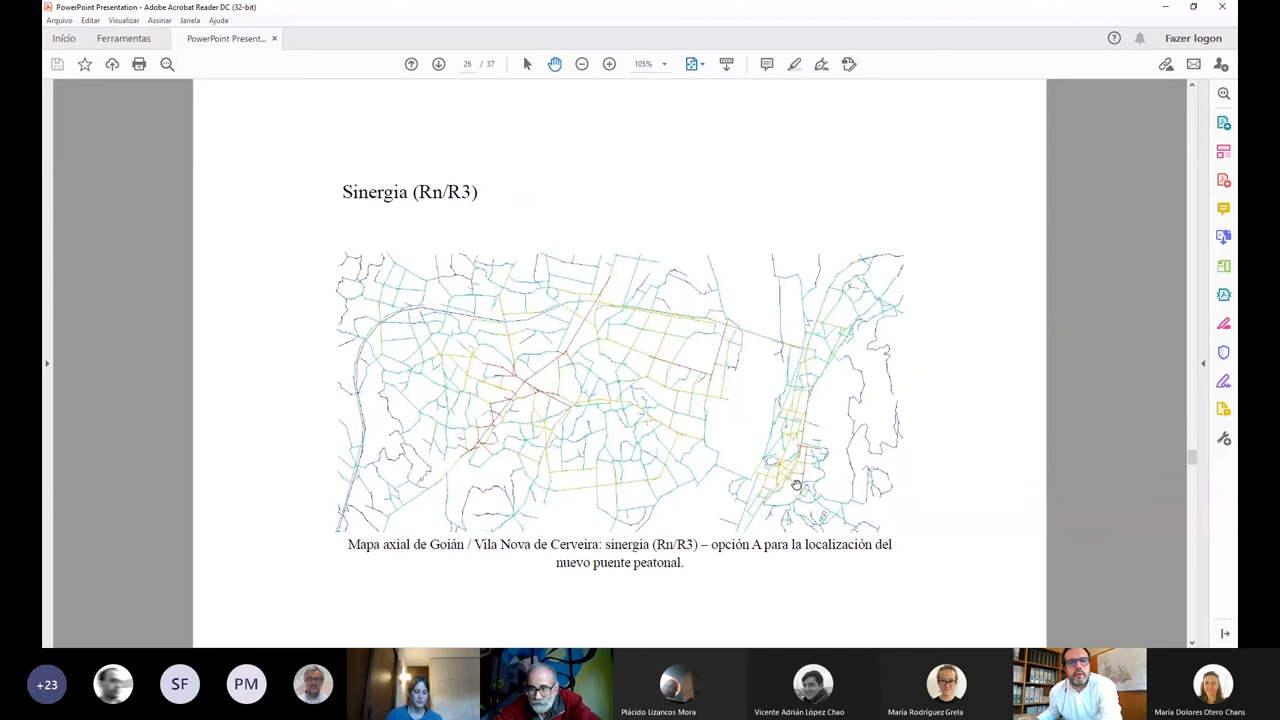 PowerPoint Presentation - Adobe Acrobat Reader DC (32-bit)
Arquivo Editar Visualizar Assinar Janela Ajuda
Início Ferramentas PowerPoint Present... × Fazer logon
26 / 37 105%
Sinergia (Rn/R3)
Mapa axial de Goián / Vila Nova de Cerveira: sinergia (Rn/R3) – opción A para la localización del
nuevo puente peatonal.
+23 SF PM
Plácido Lizancos Mora Vicente Adrián López Chao María Rodríguez Grela María Dolores Otero Chans